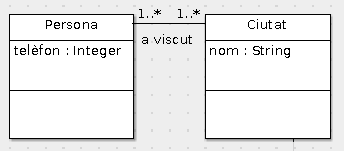 Persona
telèfon : Integer
1..* 1..*
a viscut
Ciutat
nom : String